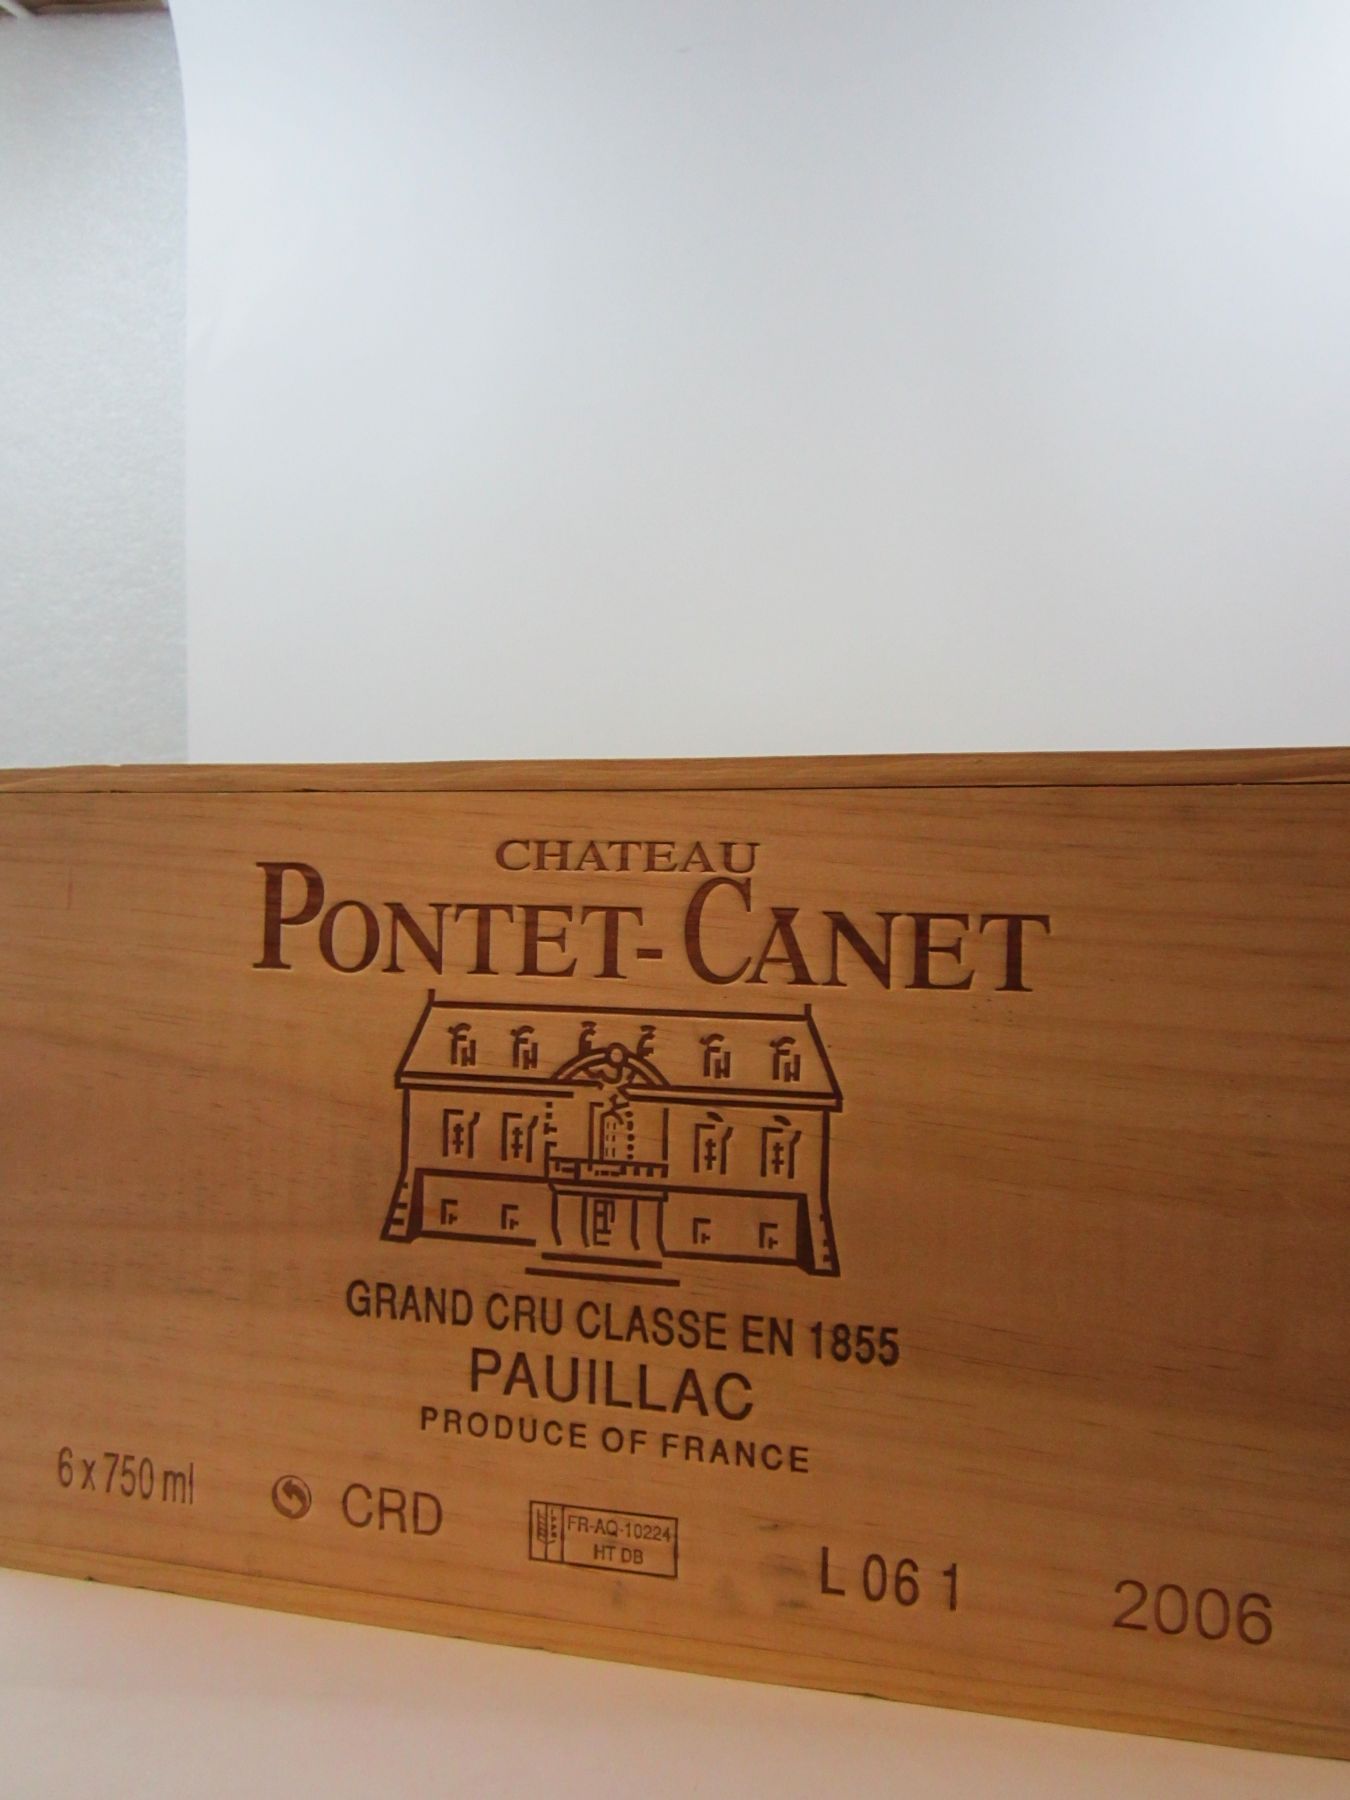 CHATEAU
PONTET-CANET
GRAND CRU CLASSE EN 1855
PAUILLAC
PRODUCE OF FRANCE
6 x 750 ml CRD
FR-AQ-10224
HT DB
L 06 1 2006